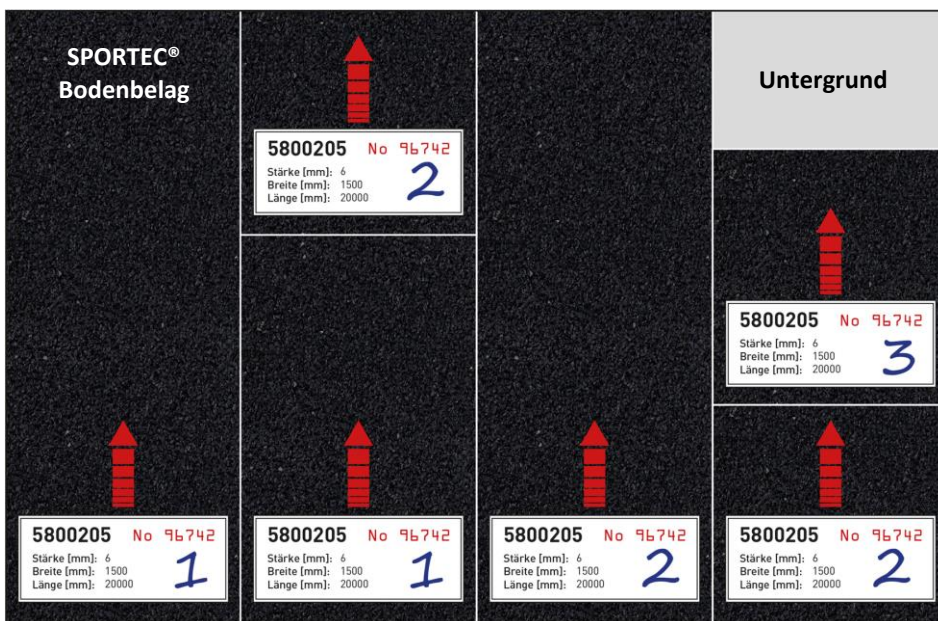 SPORTEC®
Bodenbelag
5800205 No 96742
Stärke [mm]: 6
Breite [mm]: 1500
Länge [mm]: 20000
2
Untergrund
5800205 No 96742
Stärke [mm]: 6
Breite [mm]: 1500
Länge [mm]: 20000
3
5800205 No 96742
Stärke [mm]: 6
Breite [mm]: 1500
Länge [mm]: 20000
1
5800205 No 96742
Stärke [mm]: 6
Breite [mm]: 1500
Länge [mm]: 20000
1
5800205 No 96742
Stärke [mm]: 6
Breite [mm]: 1500
Länge [mm]: 20000
2
5800205 No 96742
Stärke [mm]: 6
Breite [mm]: 1500
Länge [mm]: 20000
2